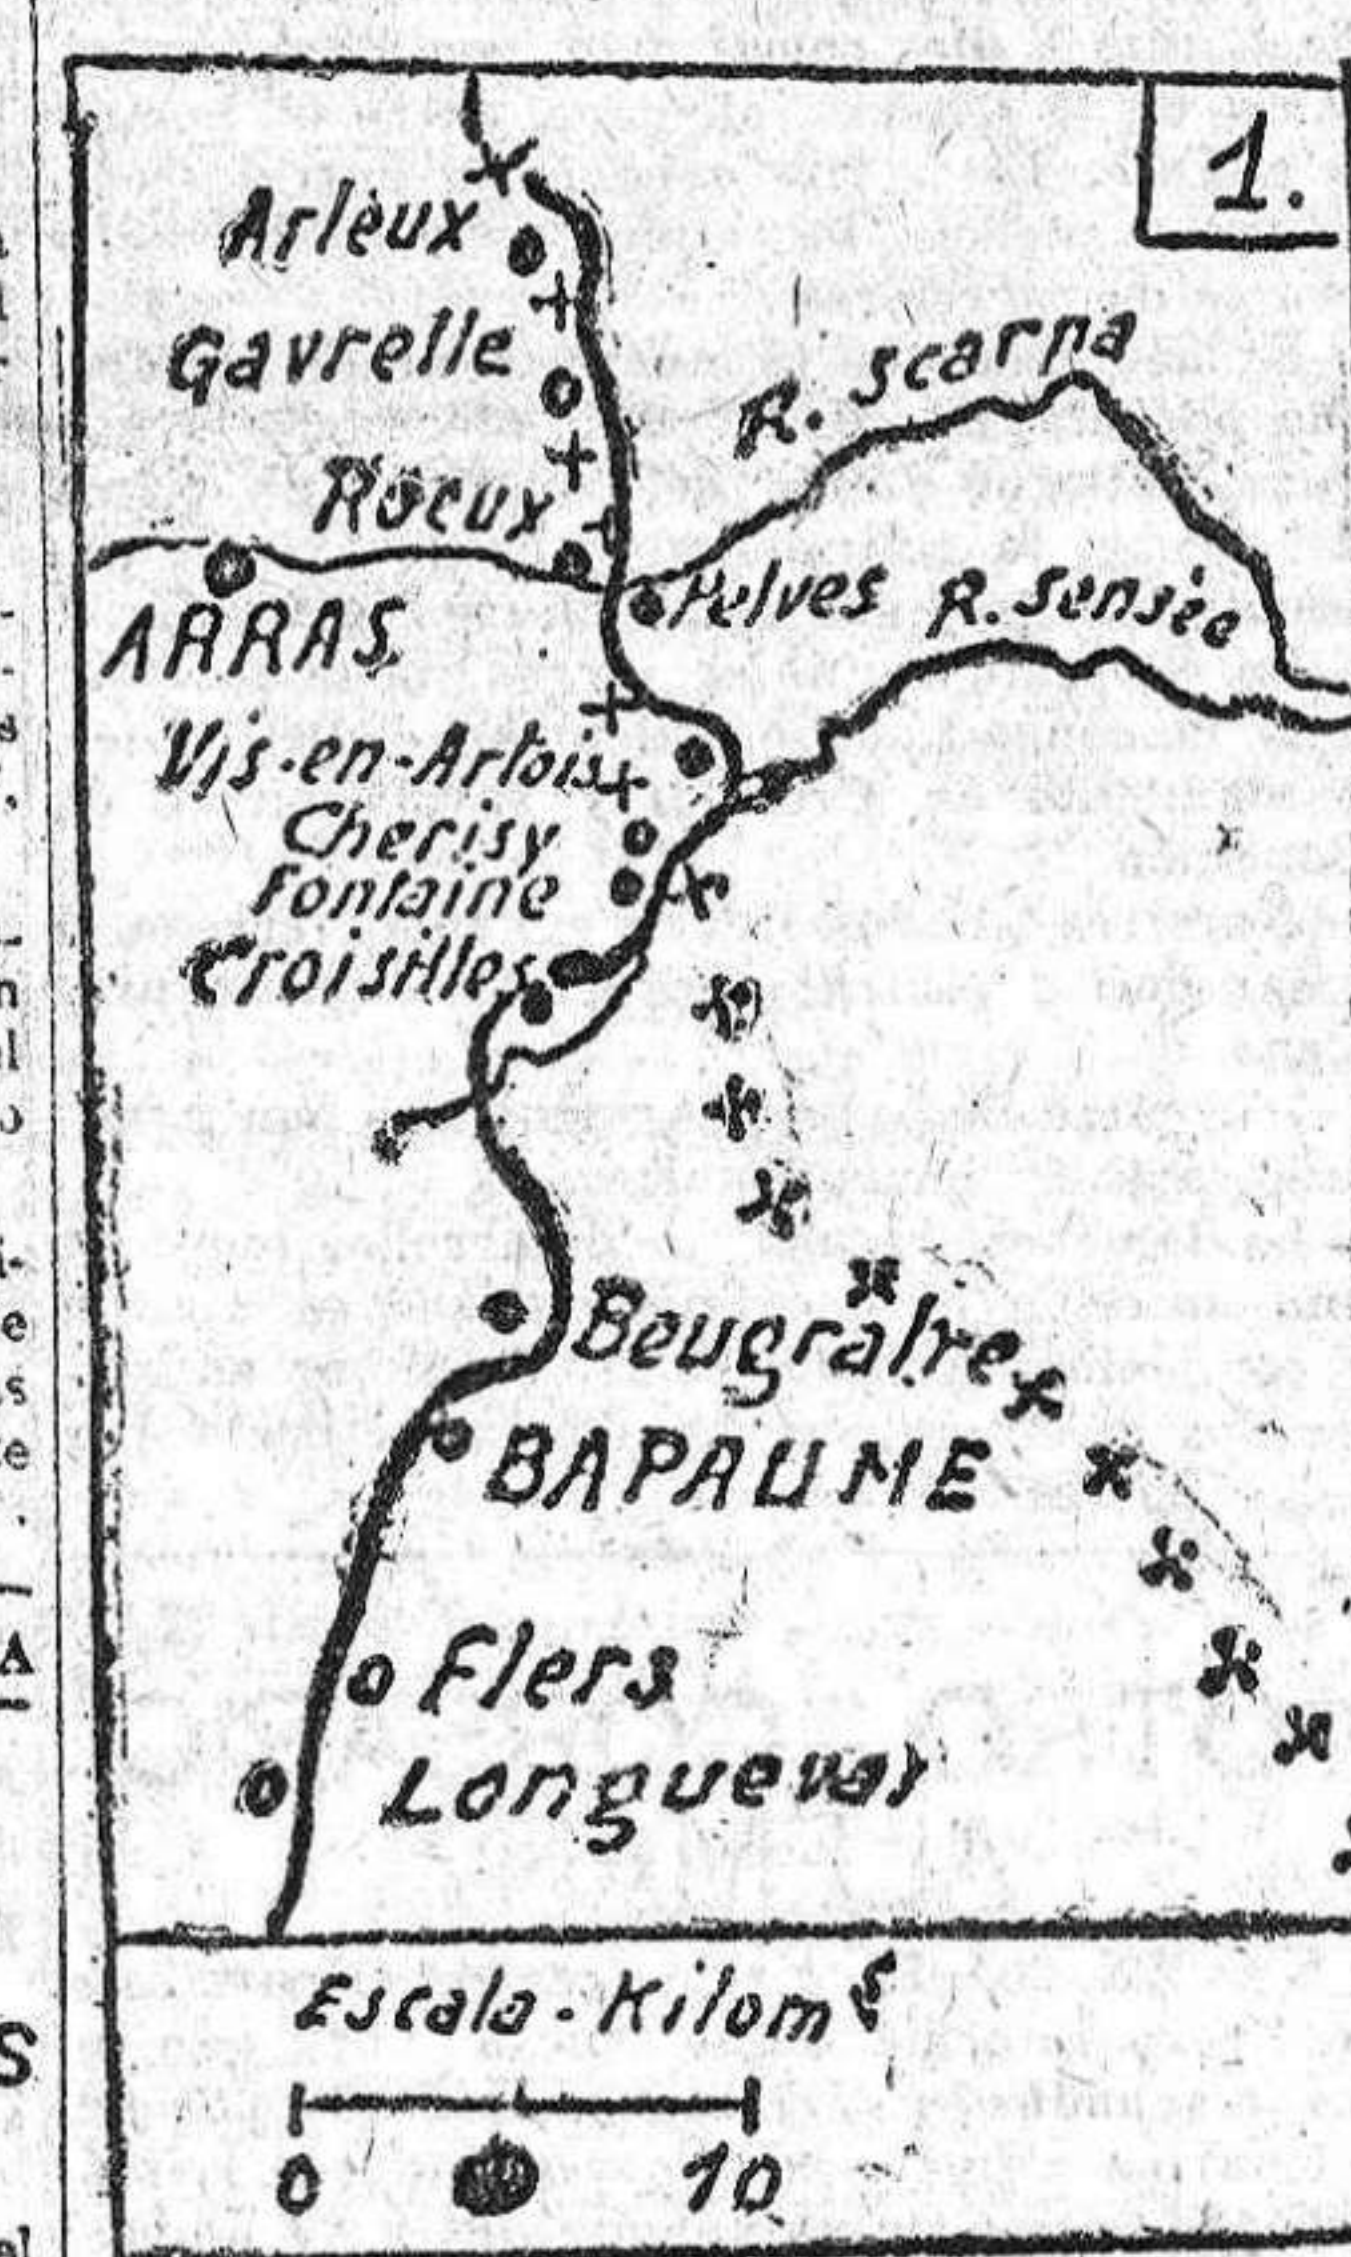 1.
Arleux
Gavrelle
R. Scarpa
Roeux
Pelves
R. Sensée
ARRAS
Vis-en-Artois
Cherisy
Fontaine
Croisilles
BAPAUME
Flers
Longueval
Escala - Kilom
0 10